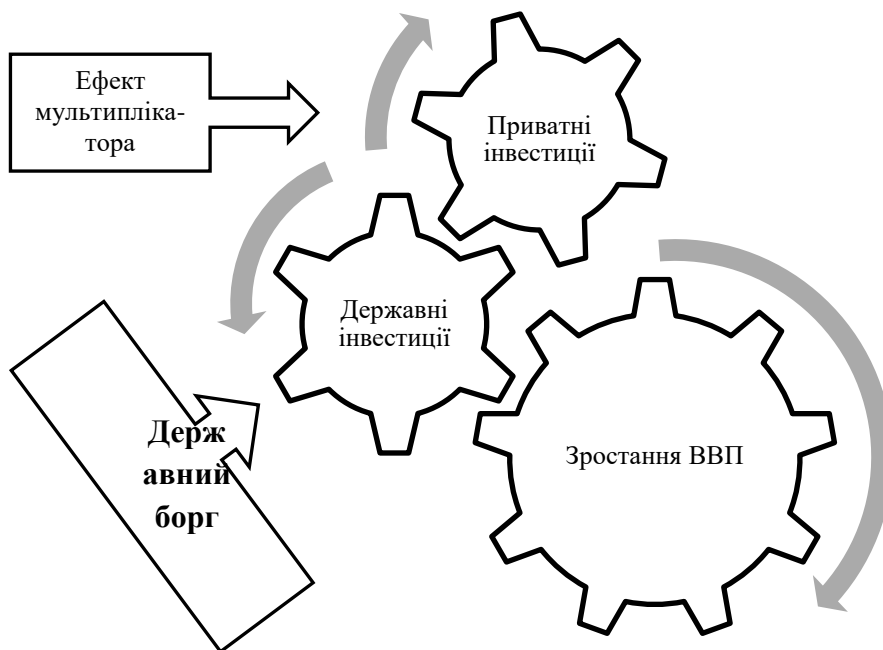 Ефект
мультипліка-
тора
Приватні
інвестиції
Державні
інвестиції
Держ
авний
борг
Зростання ВВП